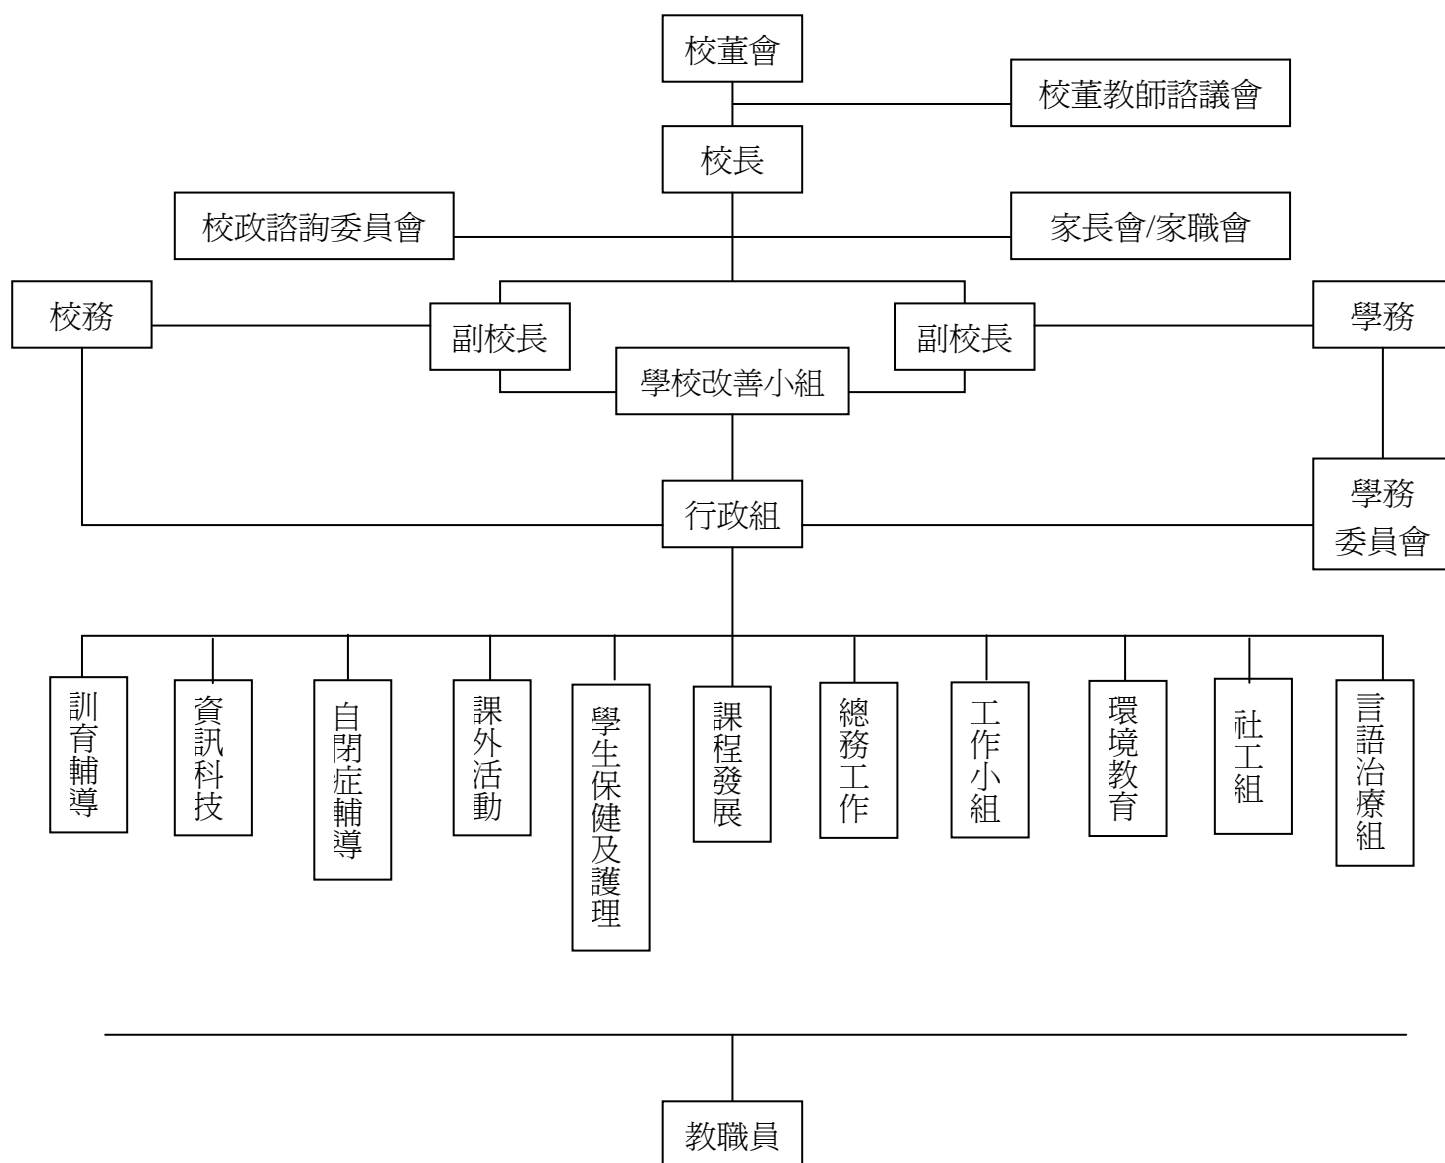 校董會
校董教師諮議會
校長
校政諮詢委員會
家長會/家職會
校務
副校長
副校長
學務
學校改善小組
行政組
學務
委員會
訓育輔導
資訊科技
自閉症輔導
課外活動
學生保健及護理
課程發展
總務工作
工作小組
環境教育
社工組
言語治療組
教職員